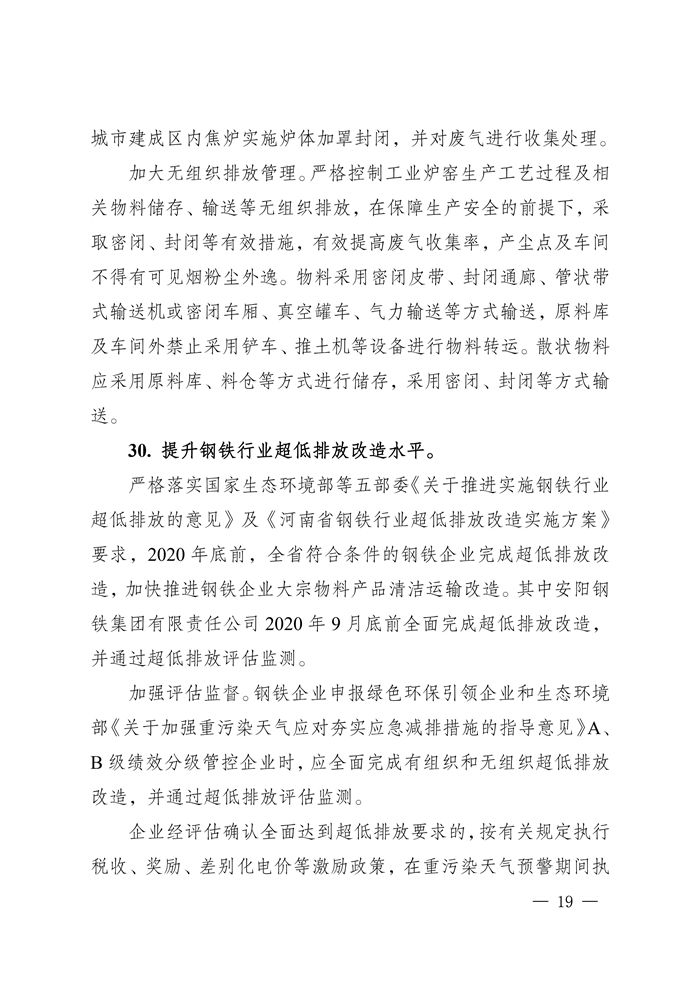 城市建成区内焦炉实施炉体加罩封闭，并对废气进行收集处理。
加大无组织排放管理。严格控制工业炉窑生产工艺过程及相
关物料储存、输送等无组织排放，在保障生产安全的前提下，采
取密闭、封闭等有效措施，有效提高废气收集率，产尘点及车间
不得有可见烟粉尘外逸。物料采用密闭皮带、封闭通廊、管状带
式输送机或密闭车厢、真空罐车、气力输送等方式输送，原料库
及车间外禁止采用铲车、推土机等设备进行物料转运。散状物料
应采用原料库、料仓等方式进行储存，采用密闭、封闭等方式输
送。
30. 提升钢铁行业超低排放改造水平。
严格落实国家生态环境部等五部委《关于推进实施钢铁行业
超低排放的意见》及《河南省钢铁行业超低排放改造实施方案》
要求，2020 年底前，全省符合条件的钢铁企业完成超低排放改
造，加快推进钢铁企业大宗物料产品清洁运输改造。其中安阳钢
铁集团有限责任公司 2020 年 9 月底前全面完成超低排放改造，
并通过超低排放评估监测。
加强评估监督。钢铁企业申报绿色环保引领企业和生态环境
部《关于加强重污染天气应对夯实应急减排措施的指导意见》A、
B 级绩效分级管控企业时，应全面完成有组织和无组织超低排放
改造，并通过超低排放评估监测。
企业经评估确认全面达到超低排放要求的，按有关规定执行
税收、奖励、差别化电价等激励政策，在重污染天气预警期间执
— 19 —